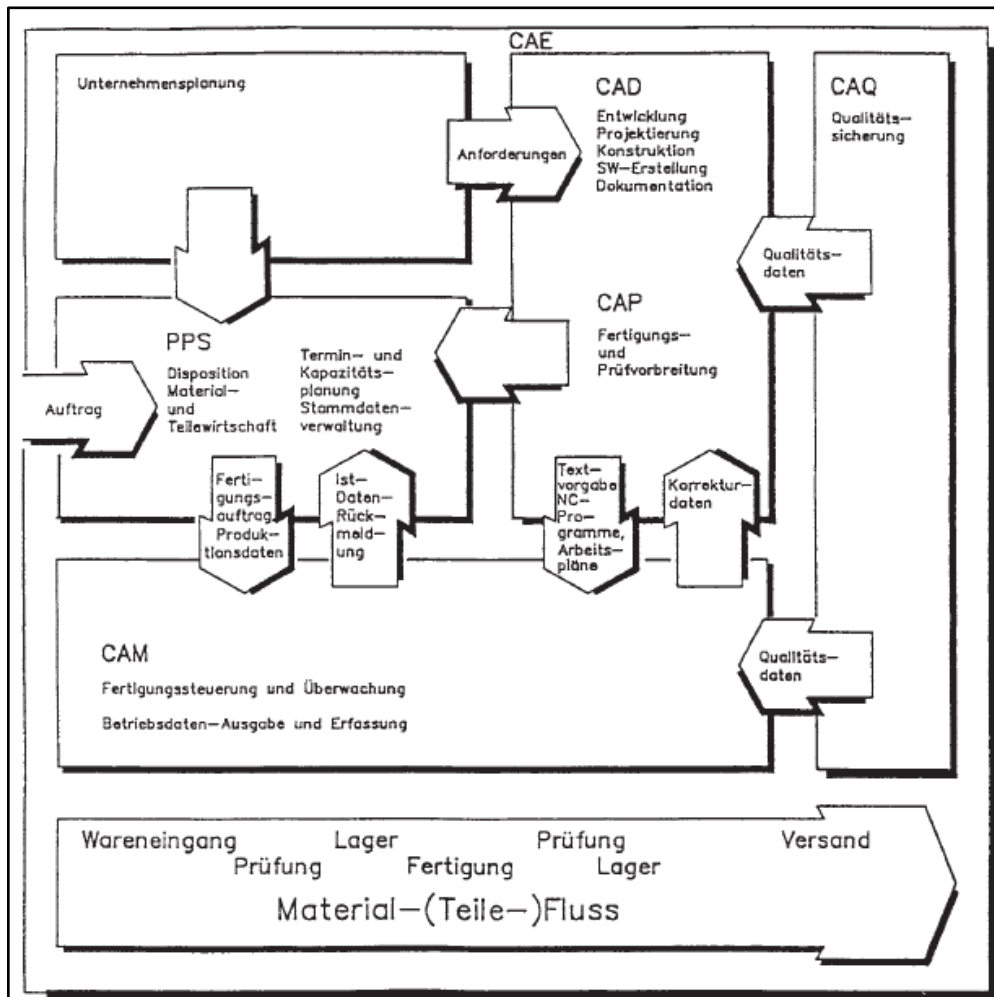 CAE
Unternehmensplanung
Anforderungen
CAD
Entwicklung
Projektierung
Konstruktion
SW-Erstellung
Dokumentation
CAQ
Qualitäts-
sicherung
Qualitäts-
daten
PPS
Disposition
Material-
und
Teilewirtschaft
Termin- und
Kapazitäts-
planung
Stammdaten-
verwaltung
CAP
Fertigungs-
und
Prüfvorbreitung
Auftrag
Ferti-
gungs-
auftrag
Produk-
tionsdaten
Ist-
Daten-
Rück-
meld-
ung
Text-
vorgabe
NC-
Pro-
gramme,
Arbeits-
pläne
Korrektur-
daten
CAM
Fertigungssteuerung und Überwachung
Betriebsdaten-Ausgabe und Erfassung
Qualitäts-
daten
Wareneingang Lager Prüfung Versand
Prüfung Fertigung Lager
Material-(Teile-)Fluss